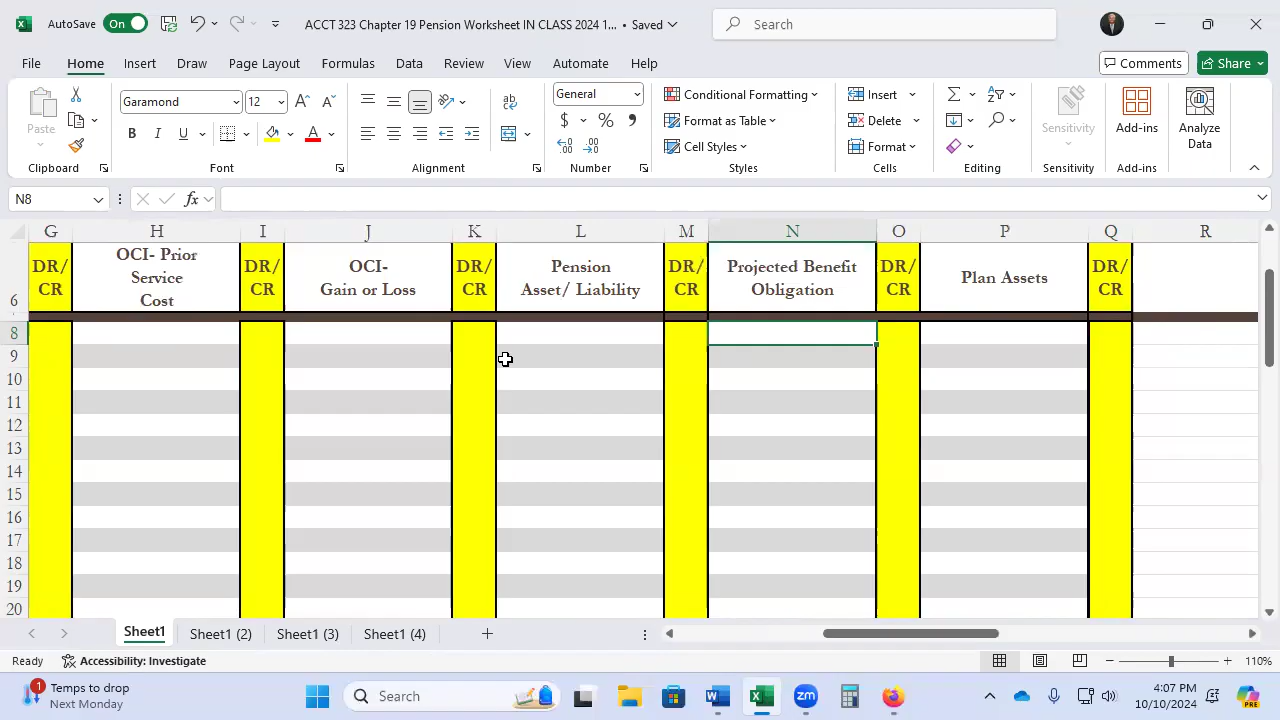 AutoSave On ACCT 323 Chapter 19 Pension Worksheet IN CLASS 2024 1... • Saved Search
File Home Insert Draw Page Layout Formulas Data Review View Automate Help Comments Share
Paste Garamond 12 A A ab General Conditional Formatting Insert Sensitivity Add-ins Analyze Data
B I U A $ % , Format as Table Delete
Cell Styles Format
Clipboard Font Alignment Number Styles Cells Editing Sensitivity Add-ins
N8 fx
G H I J K L M N O P Q R
6 DR/ CR OCI- Prior Service Cost DR/ CR OCI- Gain or Loss DR/ CR Pension Asset/ Liability DR/ CR Projected Benefit Obligation DR/ CR Plan Assets DR/ CR
8
9
10
11
12
13
14
15
16
17
18
19
20
Sheet1 Sheet1 (2) Sheet1 (3) Sheet1 (4)
Ready Accessibility: Investigate 110%
1 Temps to drop Next Monday Search W zm 4:07 PM 10/10/2024 PRE